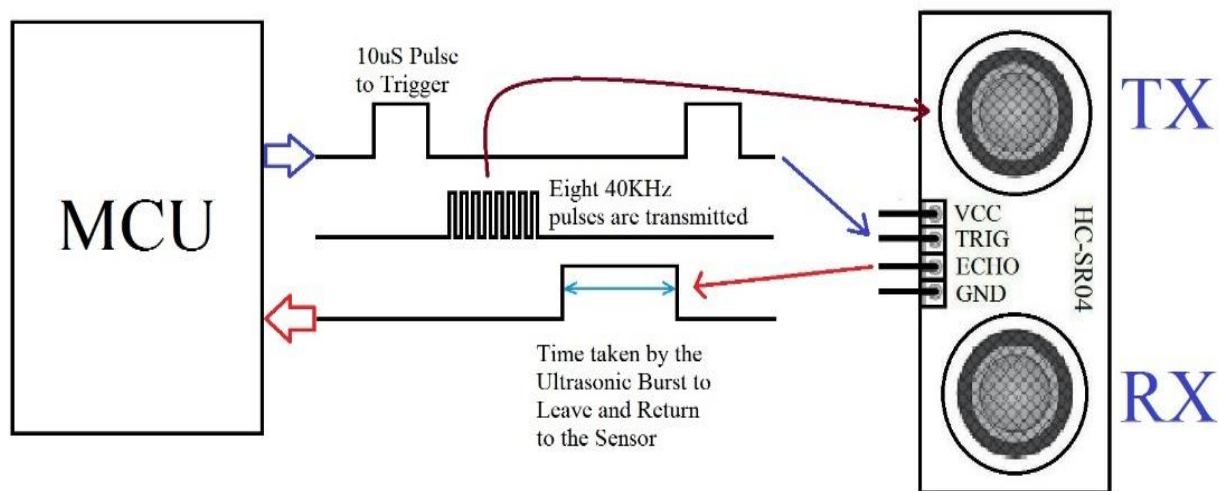 MCU
10uS Pulse
to Trigger
Eight 40KHz
pulses are transmitted
Time taken by the
Ultrasonic Burst to
Leave and Return
to the Sensor
TX
VCC
TRIG
ECHO
GND
HC-SR04
RX